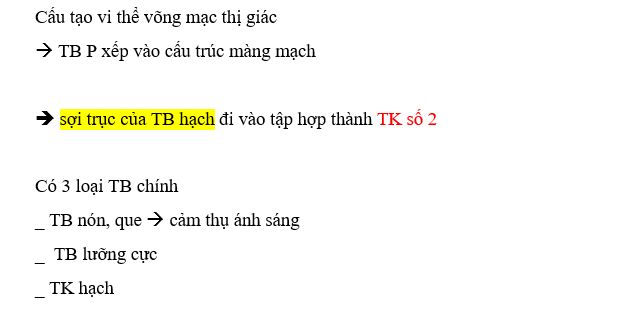 Cấu tạo vi thể võng mạc thị giác
→ TB P xếp vào cấu trúc màng mạch
→ sợi trục của TB hạch đi vào tập hợp thành TK số 2
Có 3 loại TB chính
_ TB nón, que → cảm thụ ánh sáng
_ TB lưỡng cực
_ TK hạch